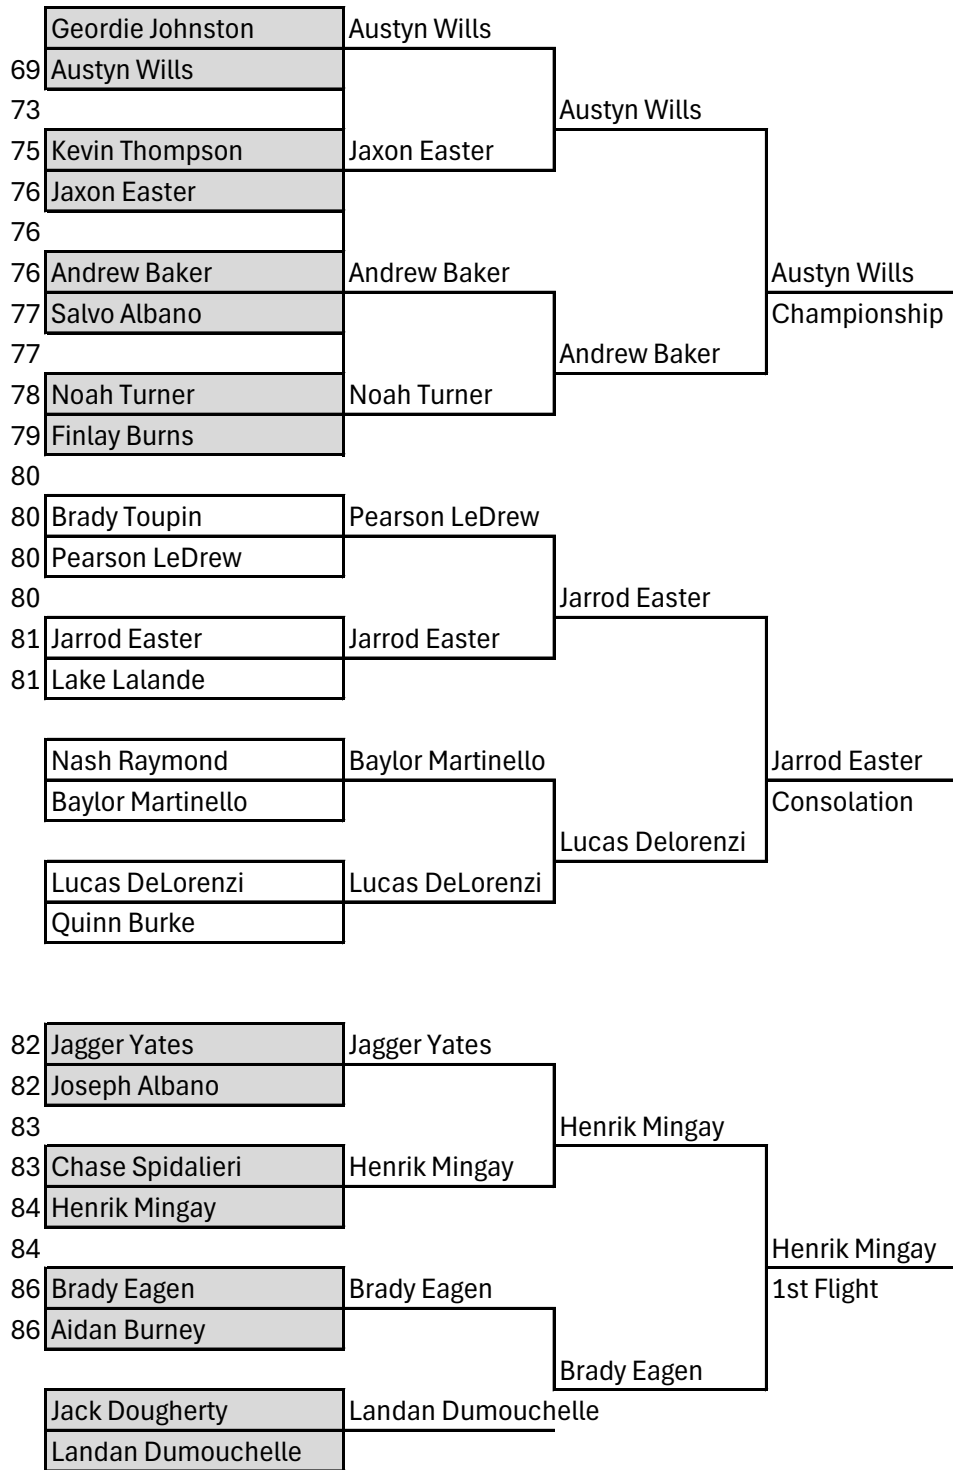 Geordie Johnston Austyn Wills
69 Austyn Wills
73 Austyn Wills
75 Kevin Thompson Jaxon Easter
76 Jaxon Easter
76
76 Andrew Baker Andrew Baker Austyn Wills
77 Salvo Albano Championship
77 Andrew Baker
78 Noah Turner Noah Turner
79 Finlay Burns
80
80 Brady Toupin Pearson LeDrew
80 Pearson LeDrew
80 Jarrod Easter
81 Jarrod Easter Jarrod Easter
81 Lake Lalande
Nash Raymond Baylor Martinello Jarrod Easter
Baylor Martinello Consolation
Lucas Delorenzi
Lucas DeLorenzi Lucas DeLorenzi
Quinn Burke
82 Jagger Yates Jagger Yates
82 Joseph Albano
83 Henrik Mingay
83 Chase Spidalieri Henrik Mingay
84 Henrik Mingay
84 Henrik Mingay
86 Brady Eagen Brady Eagen 1st Flight
86 Aidan Burney
Brady Eagen
Jack Dougherty Landan Dumouchelle
Landan Dumouchelle